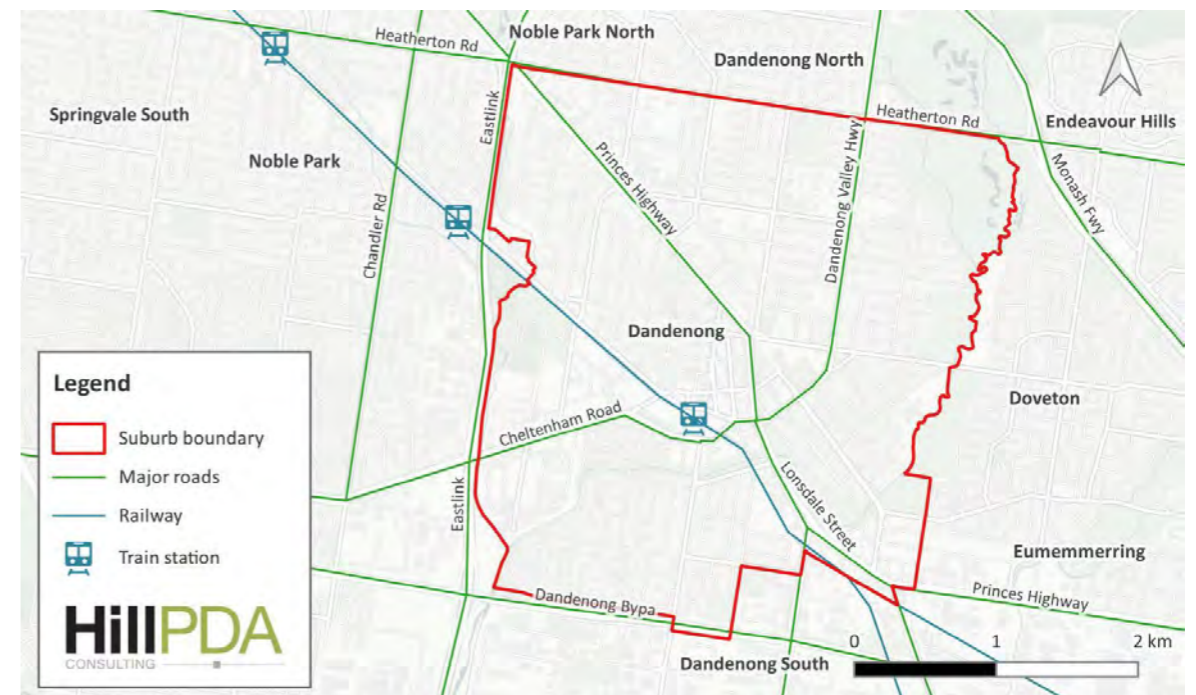 Noble Park North
Heatherton Rd
Dandenong North
Springvale South
Eastlink
Heatherton Rd
Endeavour Hills
Noble Park
Princes Highway
Dandenong Valley Hwy
Monash Fwy
Chandler Rd
Dandenong
Doveton
Cheltenham Road
Lonsdale Street
Eastlink
Eumemmerring
Dandenong Bypa
Princes Highway
Dandenong South
0 1 2 km
Legend
Suburb boundary
Major roads
Railway
Train station
HillPDA
CONSULTING